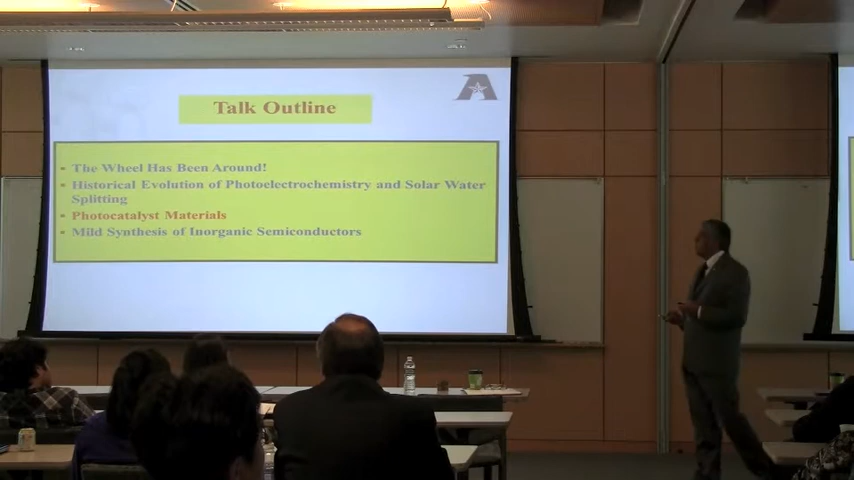 Talk Outline
The Wheel Has Been Around!
Historical Evolution of Photoelectrochemistry and Solar Water
Splitting
Photocatalyst Materials
Mild Synthesis of Inorganic Semiconductors